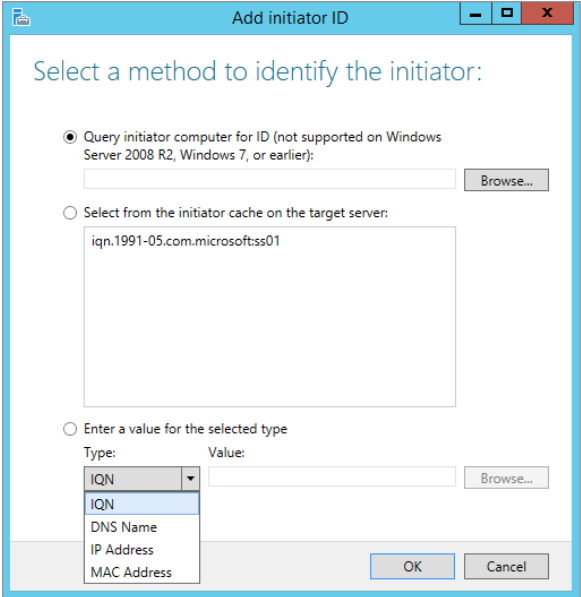 Add initiator ID
Select a method to identify the initiator:
Query initiator computer for ID (not supported on Windows
Server 2008 R2, Windows 7, or earlier):
Browse...
Select from the initiator cache on the target server:
iqn.1991-05.com.microsoft:ss01
Enter a value for the selected type
Type: Value:
IQN Browse...
IQN
DNS Name
IP Address
MAC Address
OK Cancel